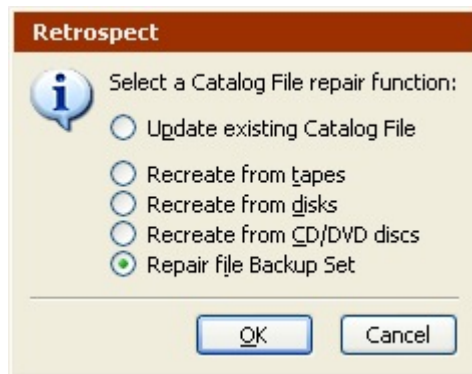 Retrospect
Select a Catalog File repair function:
Update existing Catalog File
Recreate from tapes
Recreate from disks
Recreate from CD/DVD discs
Repair file Backup Set
OK
Cancel